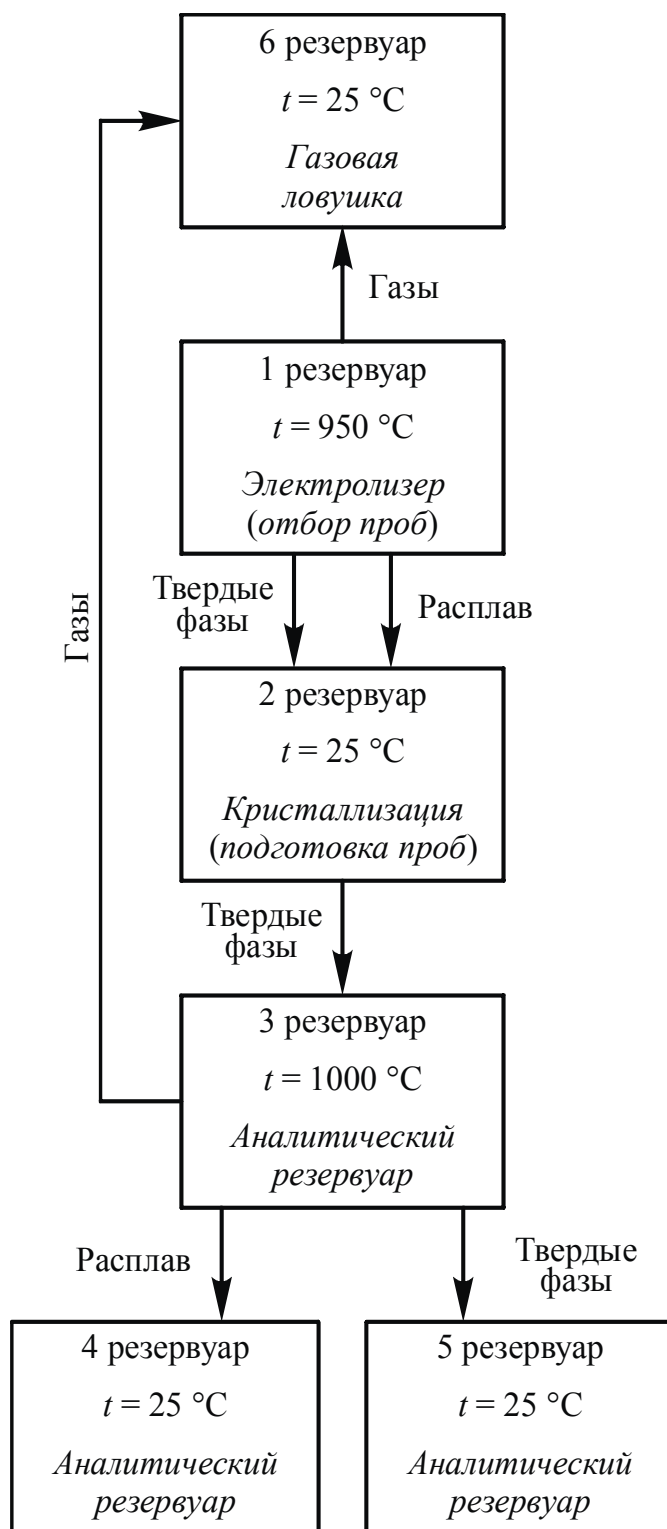 6 резервуар
t = 25 °C
Газовая
ловушка
Газы
1 резервуар
t = 950 °C
Электролизер
(отбор проб)
Твердые
фазы
Расплав
Газы
2 резервуар
t = 25 °C
Кристаллизация
(подготовка проб)
Твердые
фазы
3 резервуар
t = 1000 °C
Аналитический
резервуар
Расплав
Твердые
фазы
4 резервуар
t = 25 °C
Аналитический
резервуар
5 резервуар
t = 25 °C
Аналитический
резервуар